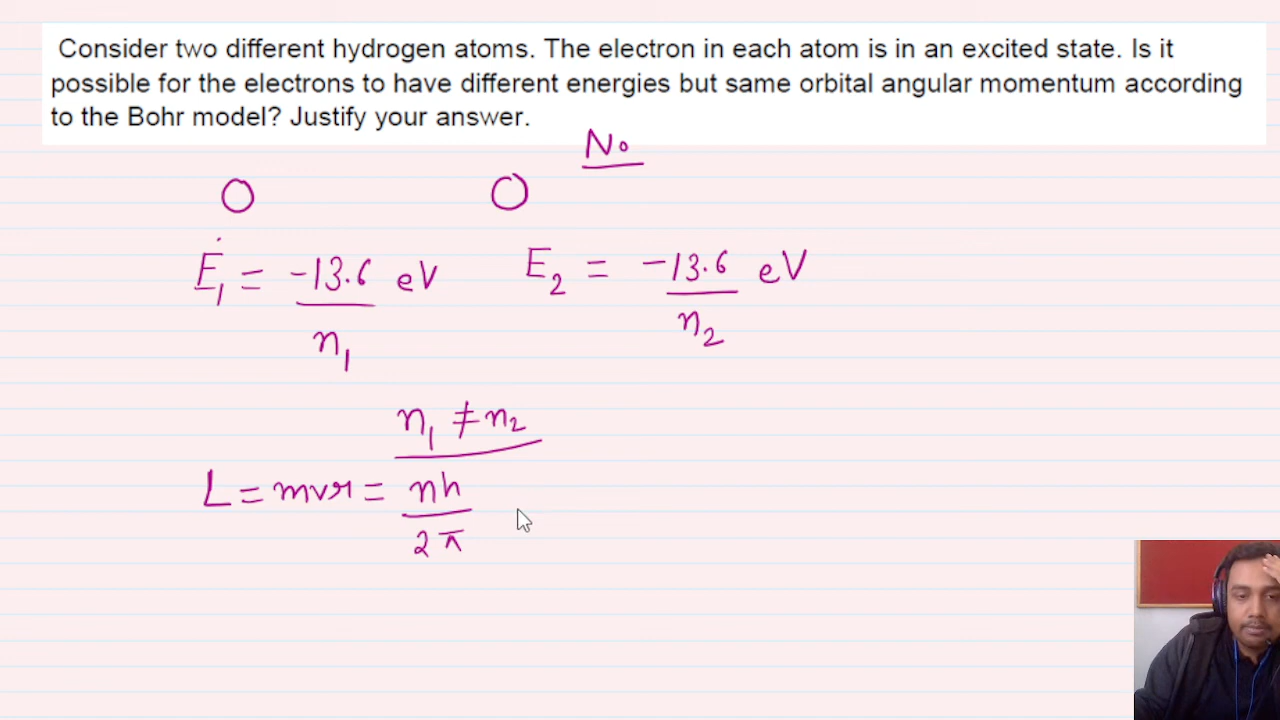 Consider two different hydrogen atoms. The electron in each atom is in an excited state. Is it
possible for the electrons to have different energies but same orbital angular momentum according
to the Bohr model? Justify your answer.
No
E₁ = -13.6/n₁ eV E₂ = -13.6/n₂ eV
n₁ ≠ n₂
L = mvr = nh/2π